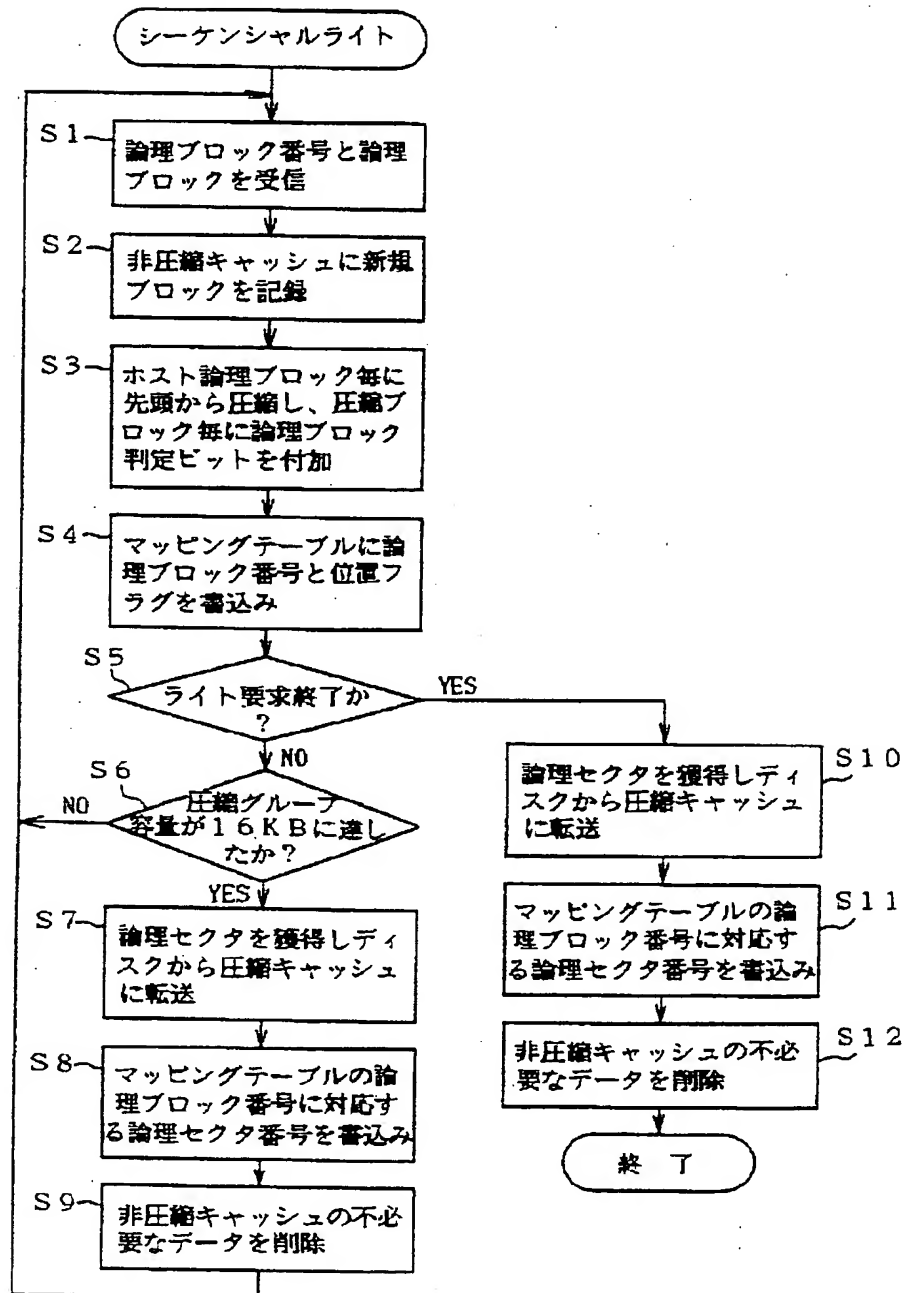 シーケンシャルライト
S1
論理ブロック番号と論理
ブロックを受信
S2
非圧縮キャッシュに新規
ブロックを記録
S3
ホスト論理ブロック毎に
先頭から圧縮し、圧縮ブ
ロック毎に論理ブロック
判定ビットを付加
S4
マッピングテーブルに論
理ブロック番号と位置フ
ラグを書込み
S5
ライト要求終了か
?
YES
NO
S6
圧縮グループ
容量が16KBに達し
たか?
NO
YES
S7
論理セクタを獲得しディ
スクから圧縮キャッシュ
に転送
S8
マッピングテーブルの論
理ブロック番号に対応す
る論理セクタ番号を書込み
S9
非圧縮キャッシュの不必
要なデータを削除
S10
論理セクタを獲得しディ
スクから圧縮キャッシュ
に転送
S11
マッピングテーブルの論
理ブロック番号に対応す
る論理セクタ番号を書込み
S12
非圧縮キャッシュの不必
要なデータを削除
終了